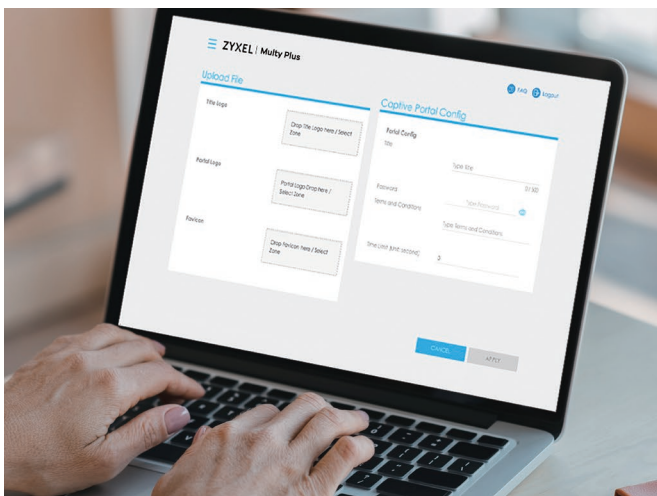 ZYXEL | Multy Plus
FAQ Logout
Upload File
Title Logo
Drop Title Logo here / Select
Zone
Portal Logo
Portal Logo Drop here /
Select Zone
Favicon
Drop Favicon here / Select
Zone
Captive Portal Config
Portal Config
Title
Type title
0/50
Password
Type Password
Terms and Conditions
Type Terms and Conditions
Time Limit (Unit: second)
CANCEL
APPLY